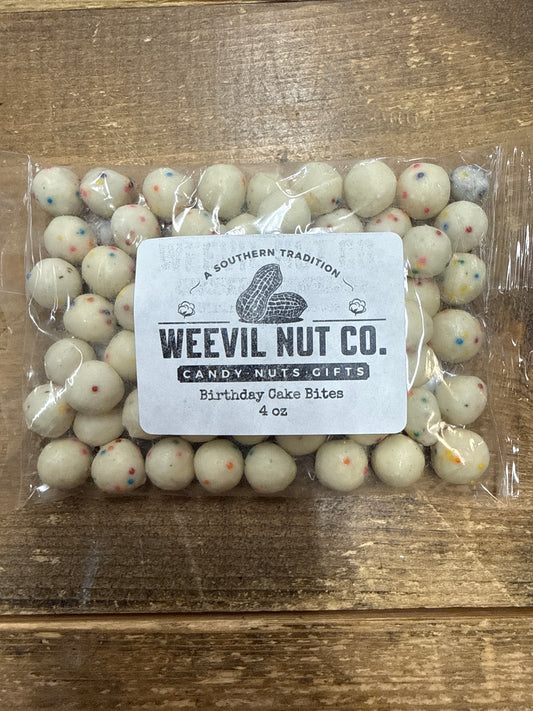 A SOUTHERN TRADITION
WEEVIL NUT CO.
CANDY·NUTS·GIFTS
Birthday Cake Bites
4 oz